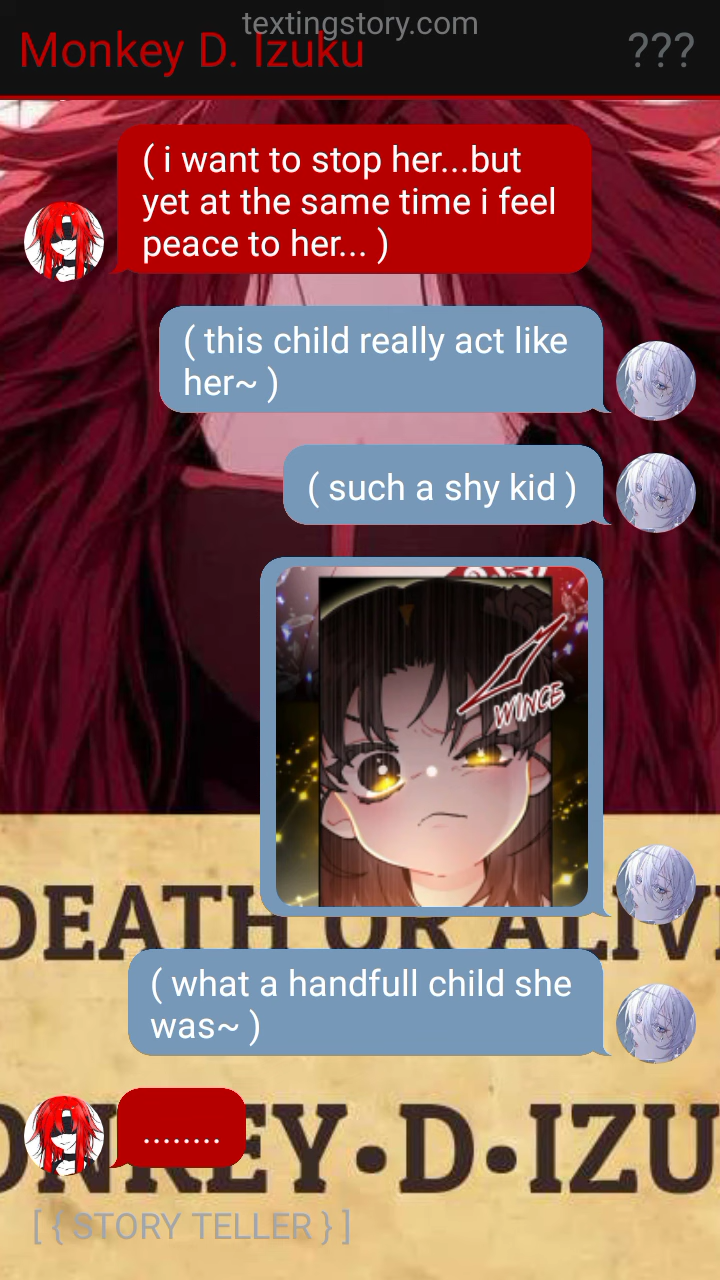 textingstory.com
Monkey D. Izuku
???
( i want to stop her...but
yet at the same time i feel
peace to her... )
( this child really act like
her~ )
( such a shy kid )
WINCE
DEATH OR ALIV
( what a handfull child she
was~ )
........
ONKEY•D•IZU
[ { STORY TELLER } ]